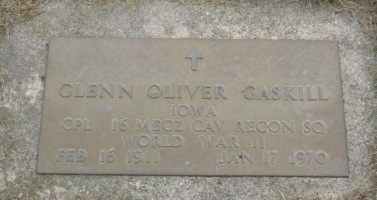 GLENN OLIVER GASKILL
IOWA
CPL 16 MECZ CAV RECON SQ
WORLD WAR II
FEB 16 1911 JAN 17 1970